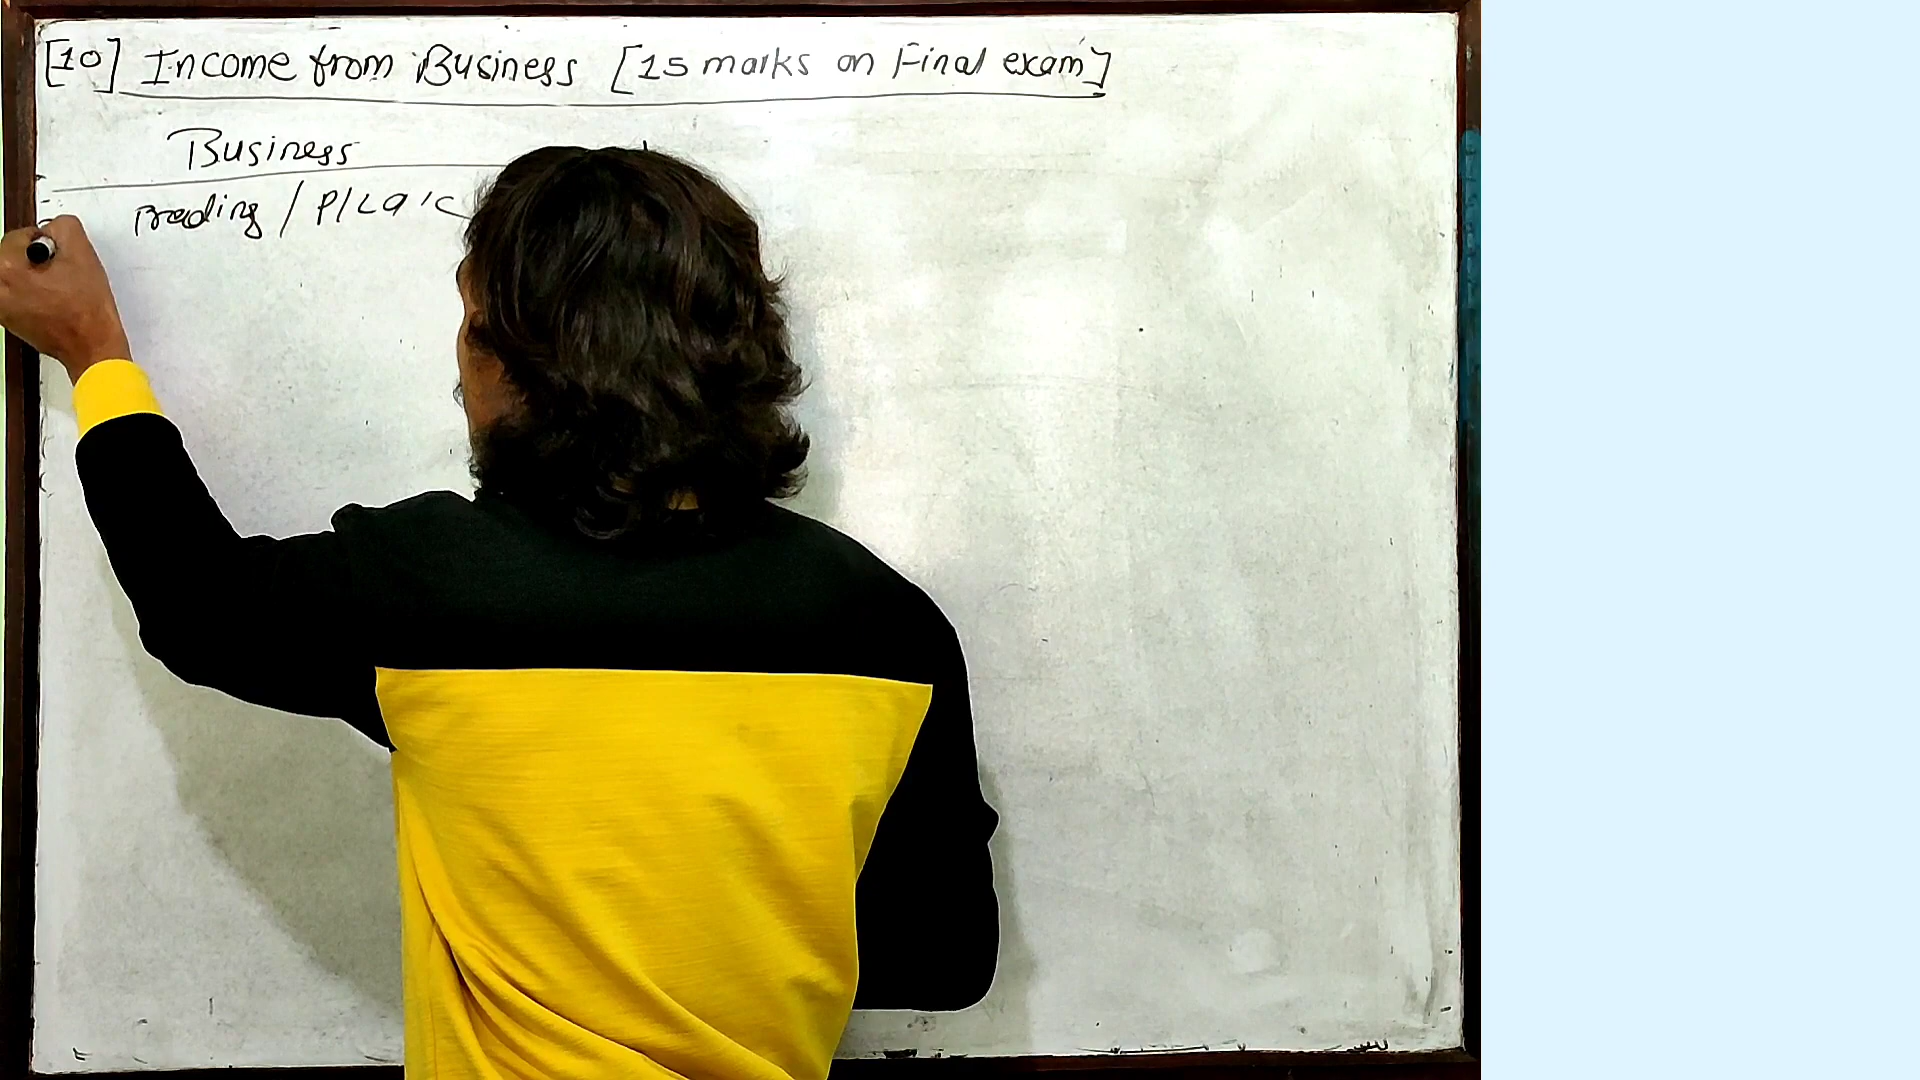 [10] Income from Business [15 marks on Final exam]
Business
Trading / P/L a/c